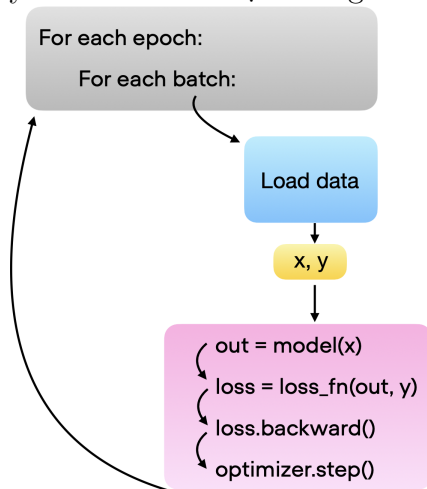 For each epoch:
For each batch:
Load data
x, y
out = model(x)
loss = loss_fn(out, y)
loss.backward()
optimizer.step()